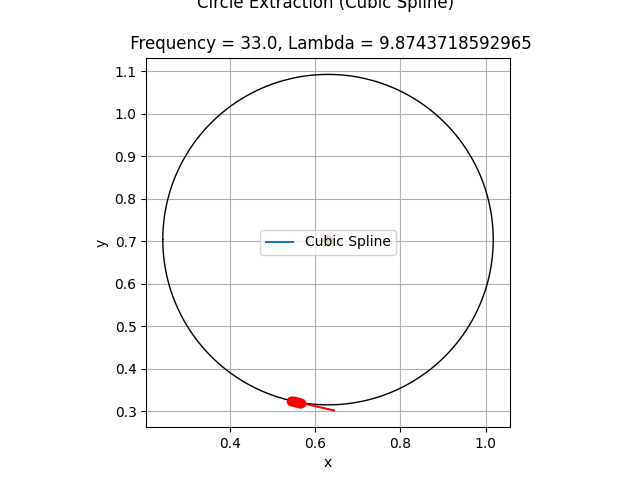 Circle Extraction (Cubic Spline)
Frequency = 33.0, Lambda = 9.8743718592965
1.1
1.0
0.9
0.8
0.7
0.6
0.5
0.4
0.3
y
Cubic Spline
0.4
0.6
0.8
1.0
x